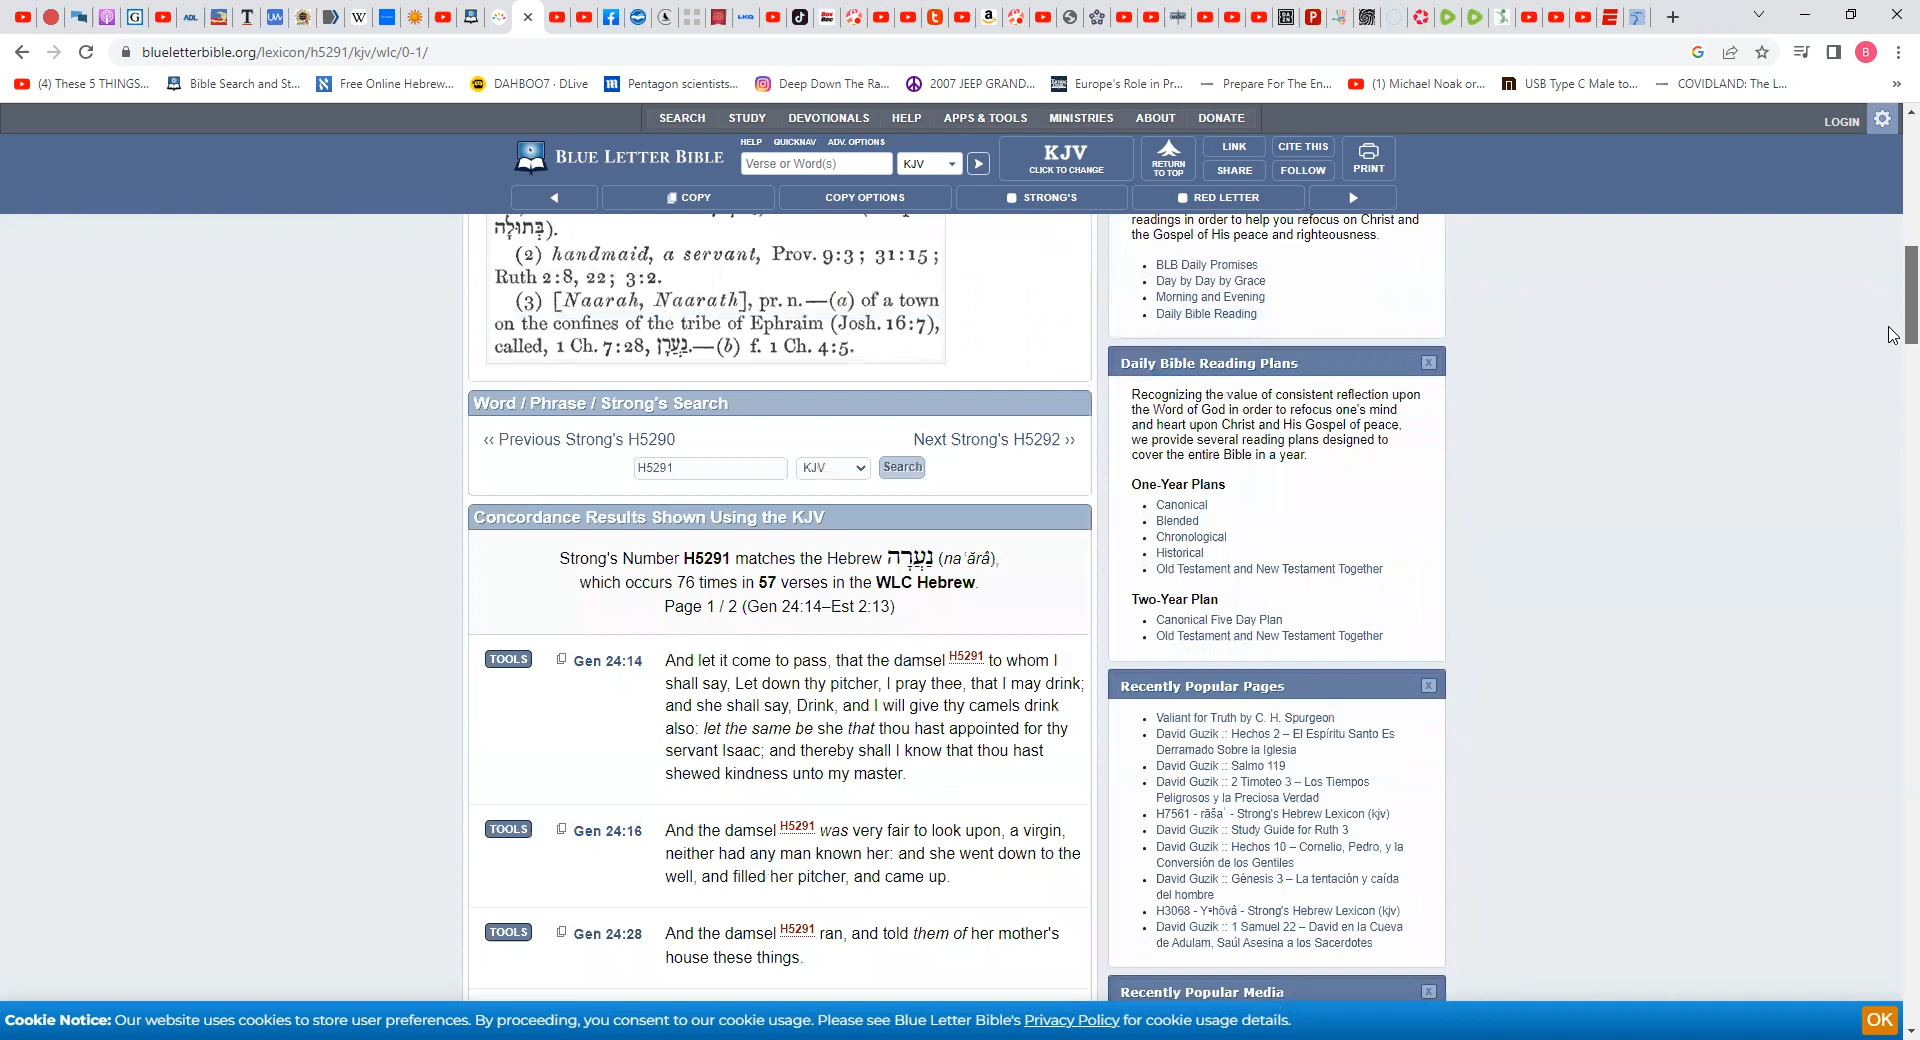 blueletterbible.org/lexicon/h5291/kjv/wlc/0-1/
(4) These 5 THINGS...
Bible Search and St...
Free Online Hebrew...
DAHBOO7 · DLive
Pentagon scientists...
Deep Down The Ra...
2007 JEEP GRAND...
Europe's Role in Pr...
Prepare For The En...
(1) Michael Noak or...
USB Type C Male to...
COVIDLAND: The L...
SEARCH STUDY DEVOTIONALS HELP APPS & TOOLS MINISTRIES ABOUT DONATE
LOGIN
BLUE LETTER BIBLE
HELP QUICKNAV ADV. OPTIONS
Verse or Word(s)
KJV
KJV
CLICK TO CHANGE
RETURN
TO TOP
LINK
CITE THIS
SHARE
FOLLOW
PRINT
COPY
COPY OPTIONS
STRONG'S
RED LETTER
בְּתוּלָה).
(2) handmaid, a servant, Prov. 9:3; 31:15;
Ruth 2:8, 22; 3:2.
(3) [Naarah, Naarath], pr. n.—(a) of a town
on the confines of the tribe of Ephraim (Josh. 16:7),
called, 1 Ch. 7:28, נַעֲרָן.—(b) f. 1 Ch. 4:5.
Word / Phrase / Strong's Search
‹‹ Previous Strong's H5290
Next Strong's H5292 ››
H5291
KJV
Search
Concordance Results Shown Using the KJV
Strong's Number H5291 matches the Hebrew נַעֲרָה (naʿărâ),
which occurs 76 times in 57 verses in the WLC Hebrew.
Page 1 / 2 (Gen 24:14–Est 2:13)
TOOLS
Gen 24:14
And let it come to pass, that the damsel H5291 to whom I
shall say, Let down thy pitcher, I pray thee, that I may drink;
and she shall say, Drink, and I will give thy camels drink
also: let the same be she that thou hast appointed for thy
servant Isaac; and thereby shall I know that thou hast
shewed kindness unto my master.
TOOLS
Gen 24:16
And the damsel H5291 was very fair to look upon, a virgin,
neither had any man known her: and she went down to the
well, and filled her pitcher, and came up.
TOOLS
Gen 24:28
And the damsel H5291 ran, and told them of her mother's
house these things.
readings in order to help you refocus on Christ and
the Gospel of His peace and righteousness.
BLB Daily Promises
Day by Day by Grace
Morning and Evening
Daily Bible Reading
Daily Bible Reading Plans
Recognizing the value of consistent reflection upon
the Word of God in order to refocus one's mind
and heart upon Christ and His Gospel of peace,
we provide several reading plans designed to
cover the entire Bible in a year.
One-Year Plans
Canonical
Blended
Chronological
Historical
Old Testament and New Testament Together
Two-Year Plan
Canonical Five Day Plan
Old Testament and New Testament Together
Recently Popular Pages
Valiant for Truth by C. H. Spurgeon
David Guzik :: Hechos 2 – El Espíritu Santo Es
Derramado Sobre la Iglesia
David Guzik :: Salmo 119
David Guzik :: 2 Timoteo 3 – Los Tiempos
Peligrosos y la Preciosa Verdad
H7561 - rāšaʿ - Strong's Hebrew Lexicon (kjv)
David Guzik :: Study Guide for Ruth 3
David Guzik :: Hechos 10 – Cornelio, Pedro, y la
Conversión de los Gentiles
David Guzik :: Génesis 3 – La tentación y caída
del hombre
H3068 - Yᵊhōvâ - Strong's Hebrew Lexicon (kjv)
David Guzik :: 1 Samuel 22 – David en la Cueva
de Adulam, Saúl Asesina a los Sacerdotes
Recently Popular Media
Cookie Notice: Our website uses cookies to store user preferences. By proceeding, you consent to our cookie usage. Please see Blue Letter Bible's Privacy Policy for cookie usage details.
OK